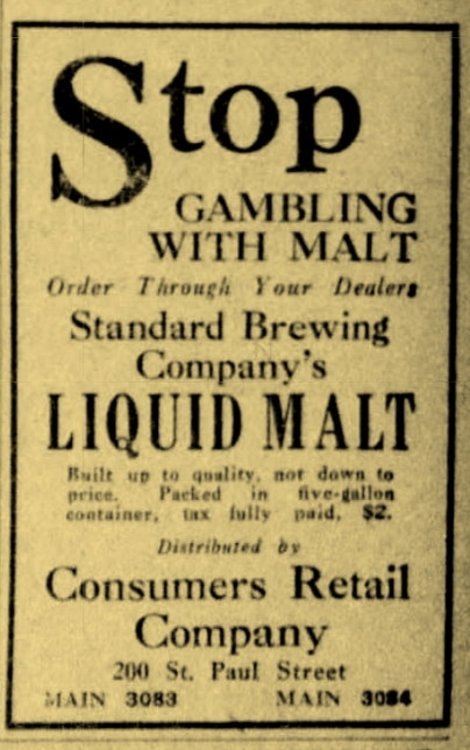 Stop
GAMBLING
WITH MALT
Order Through Your Dealers
Standard Brewing
Company's
LIQUID MALT
Built up to quality, not down to
price. Packed in five-gallon
container, tax fully paid, $2.
Distributed by
Consumers Retail
Company
200 St. Paul Street
MAIN 3083 MAIN 3084